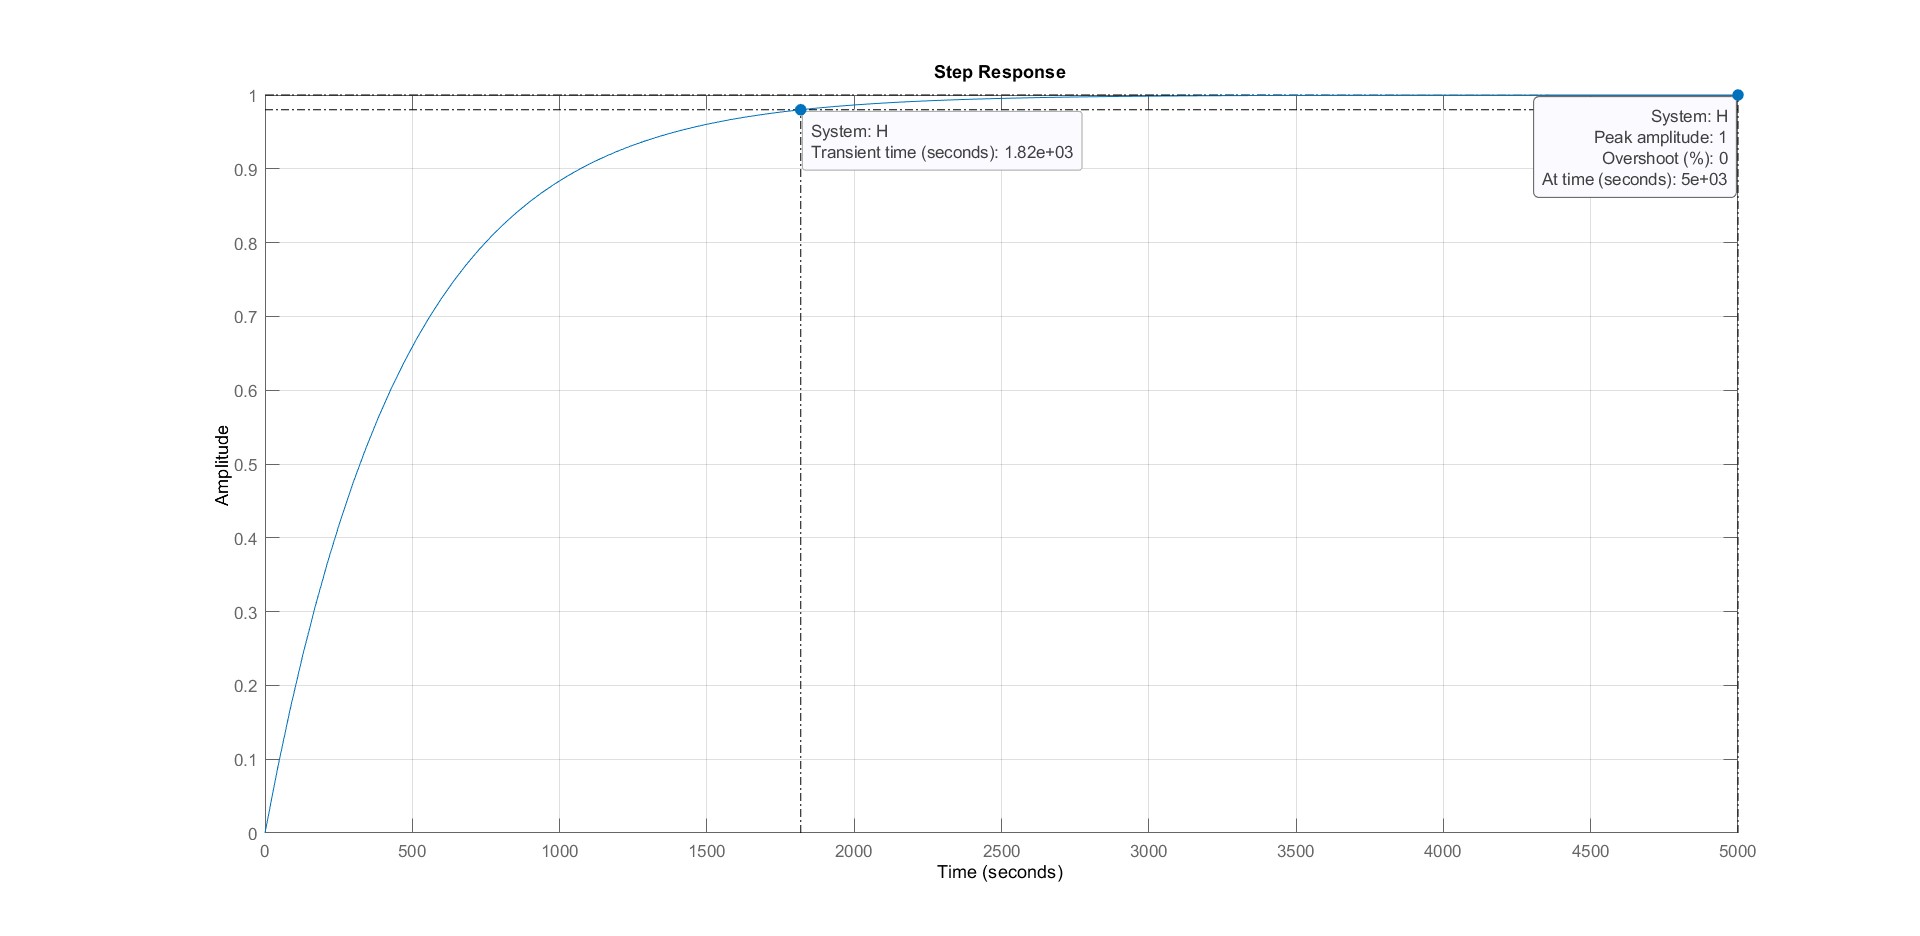 Step Response
1
0.9
0.8
0.7
0.6
0.5
0.4
0.3
0.2
0.1
0
Amplitude
System: H
Transient time (seconds): 1.82e+03
System: H
Peak amplitude: 1
Overshoot (%): 0
At time (seconds): 5e+03
0 500 1000 1500 2000 2500 3000 3500 4000 4500 5000
Time (seconds)